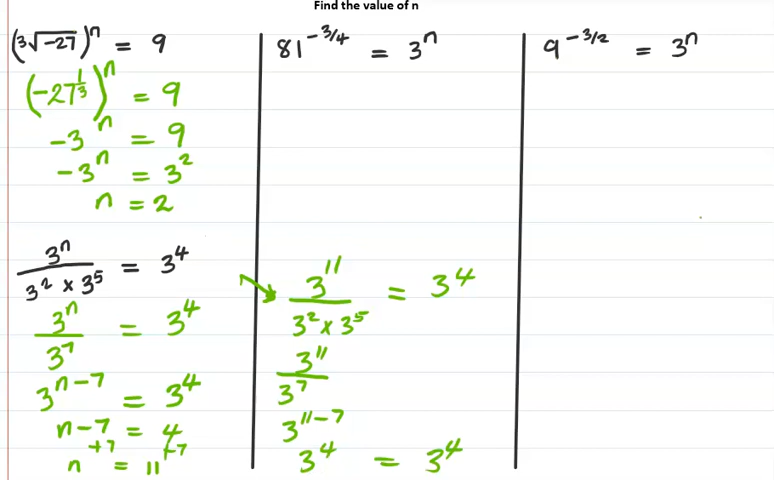 Find the value of n
(³√-27)ⁿ = 9
(-27^⅓)ⁿ = 9
-3ⁿ = 9
-3ⁿ = 3²
n = 2
81^-3/4 = 3ⁿ
9^-3/2 = 3ⁿ
3ⁿ / 3² × 3⁵ = 3⁴
3ⁿ / 3⁷ = 3⁴
3ⁿ⁻⁷ = 3⁴
n-7 = 4
+7 +7
n = 11
3¹¹ / 3² × 3⁵ = 3⁴
3¹¹ / 3⁷
3¹¹⁻⁷
3⁴ = 3⁴